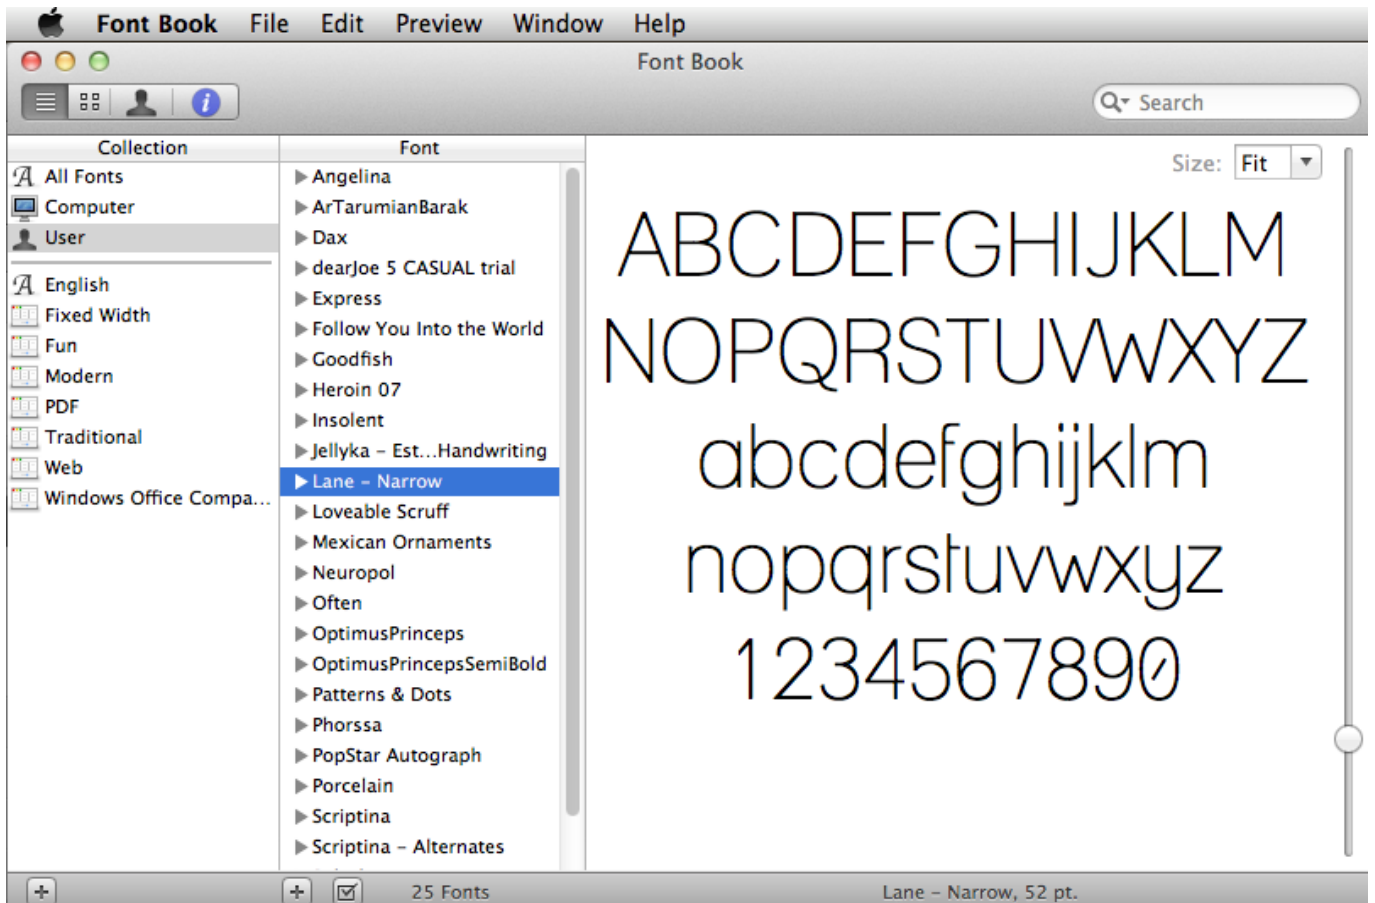 Font Book File Edit Preview Window Help
Font Book
Search
Collection
All Fonts
Computer
User
English
Fixed Width
Fun
Modern
PDF
Traditional
Web
Windows Office Compa...
Font
Angelina
ArTarumianBarak
Dax
dearJoe 5 CASUAL trial
Express
Follow You Into the World
Goodfish
Heroin 07
Insolent
Jellyka – Est...Handwriting
Lane – Narrow
Loveable Scruff
Mexican Ornaments
Neuropol
Often
OptimusPrinceps
OptimusPrincepsSemiBold
Patterns & Dots
Phorssa
PopStar Autograph
Porcelain
Scriptina
Scriptina – Alternates
Size: Fit
ABCDEFGHIJKLM
NOPQRSTUVWXYZ
abcdefghijklm
nopqrstuvwxyz
1234567890
25 Fonts
Lane – Narrow, 52 pt.